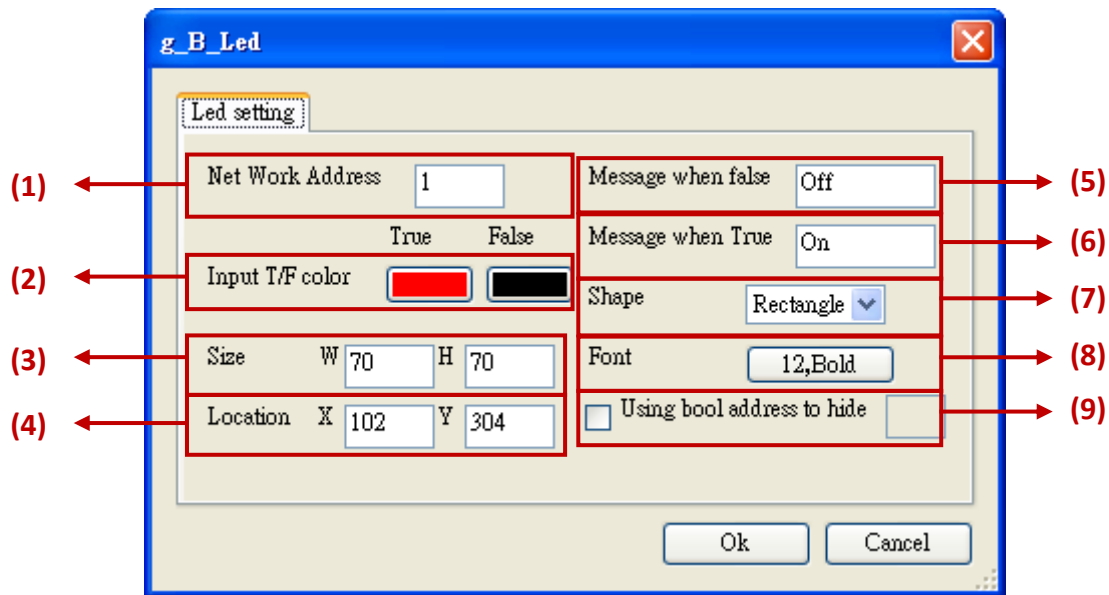 g_B_Led
Led setting
(1) Net Work Address 1
True False
(2) Input T/F color
(3) Size W 70 H 70
(4) Location X 102 Y 304
Message when false Off (5)
Message when True On (6)
Shape Rectangle (7)
Font 12,Bold (8)
Using bool address to hide (9)
Ok Cancel